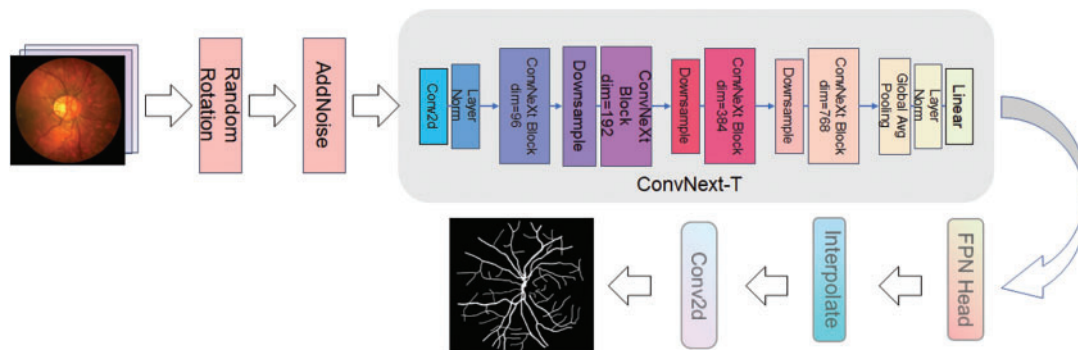 Random
Rotation
AddNoise
Conv2d
Layer
Norm
ConvNeXt Block
dim=96
Downsample
ConvNeXt
Block
dim=192
Downsample
ConvNeXt Block
dim=384
Downsample
ConvNeXt Block
dim=768
Global Avg
Pooling
Layer
Norm
Linear
ConvNext-T
FPN Head
Interpolate
Conv2d